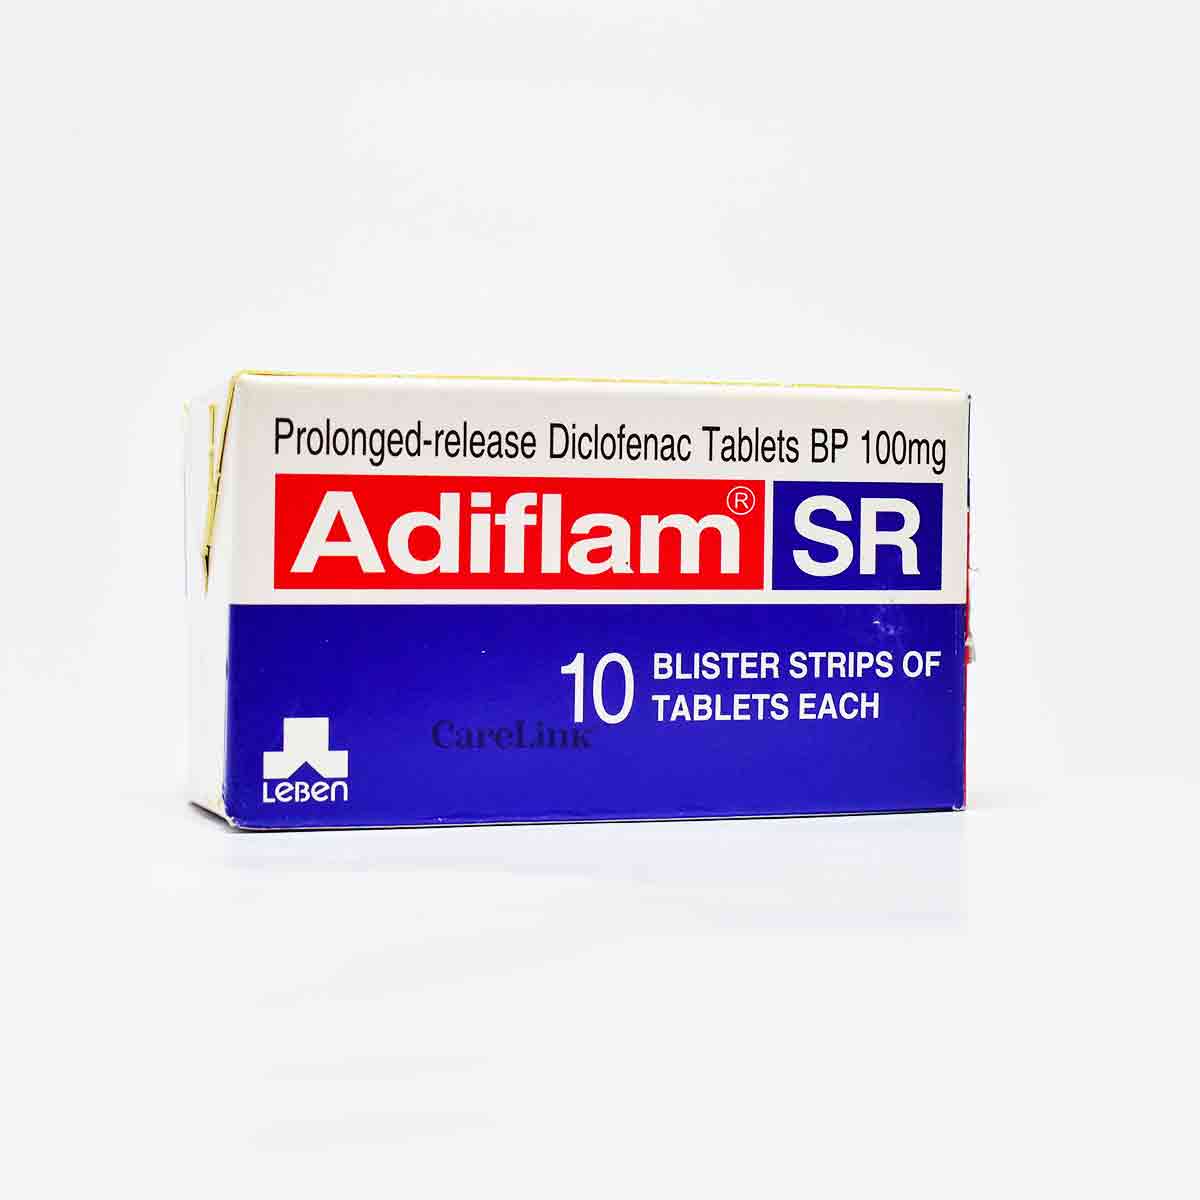 Prolonged-release Diclofenac Tablets BP 100mg
Adiflam® SR
10 BLISTER STRIPS OF
TABLETS EACH
CareLink
LeBen